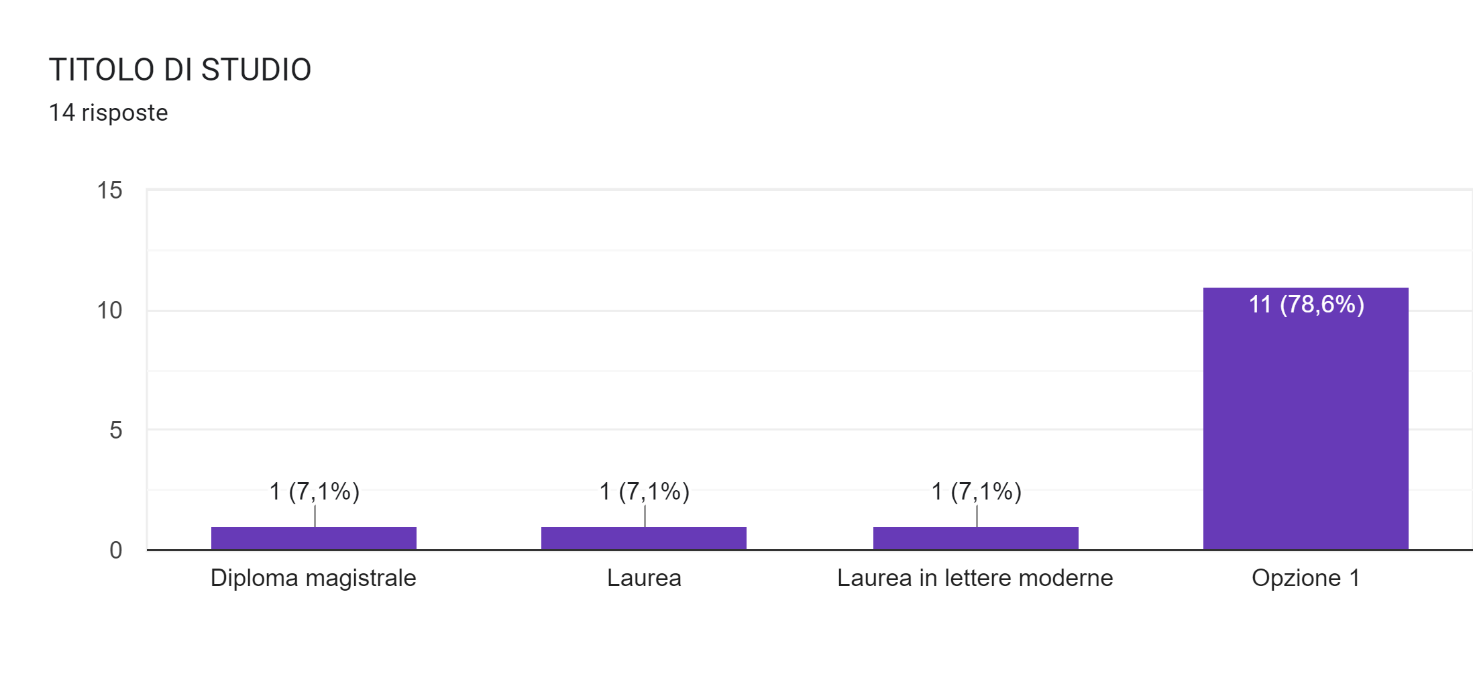 TITOLO DI STUDIO
14 risposte
15
10
5
0
11 (78,6%)
1 (7,1%)
1 (7,1%)
1 (7,1%)
Diploma magistrale
Laurea
Laurea in lettere moderne
Opzione 1